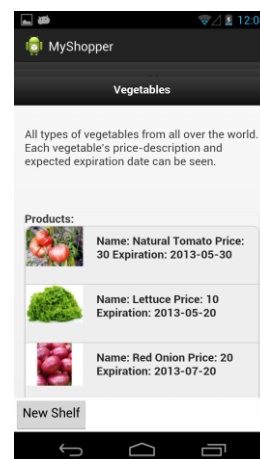 12:0
MyShopper
Vegetables
All types of vegetables from all over the world.
Each vegetable's price-description and
expected expiration date can be seen.
Products:
Name: Natural Tomato Price:
30 Expiration: 2013-05-30
Name: Lettuce Price: 10
Expiration: 2013-05-20
Name: Red Onion Price: 20
Expiration: 2013-07-20
New Shelf